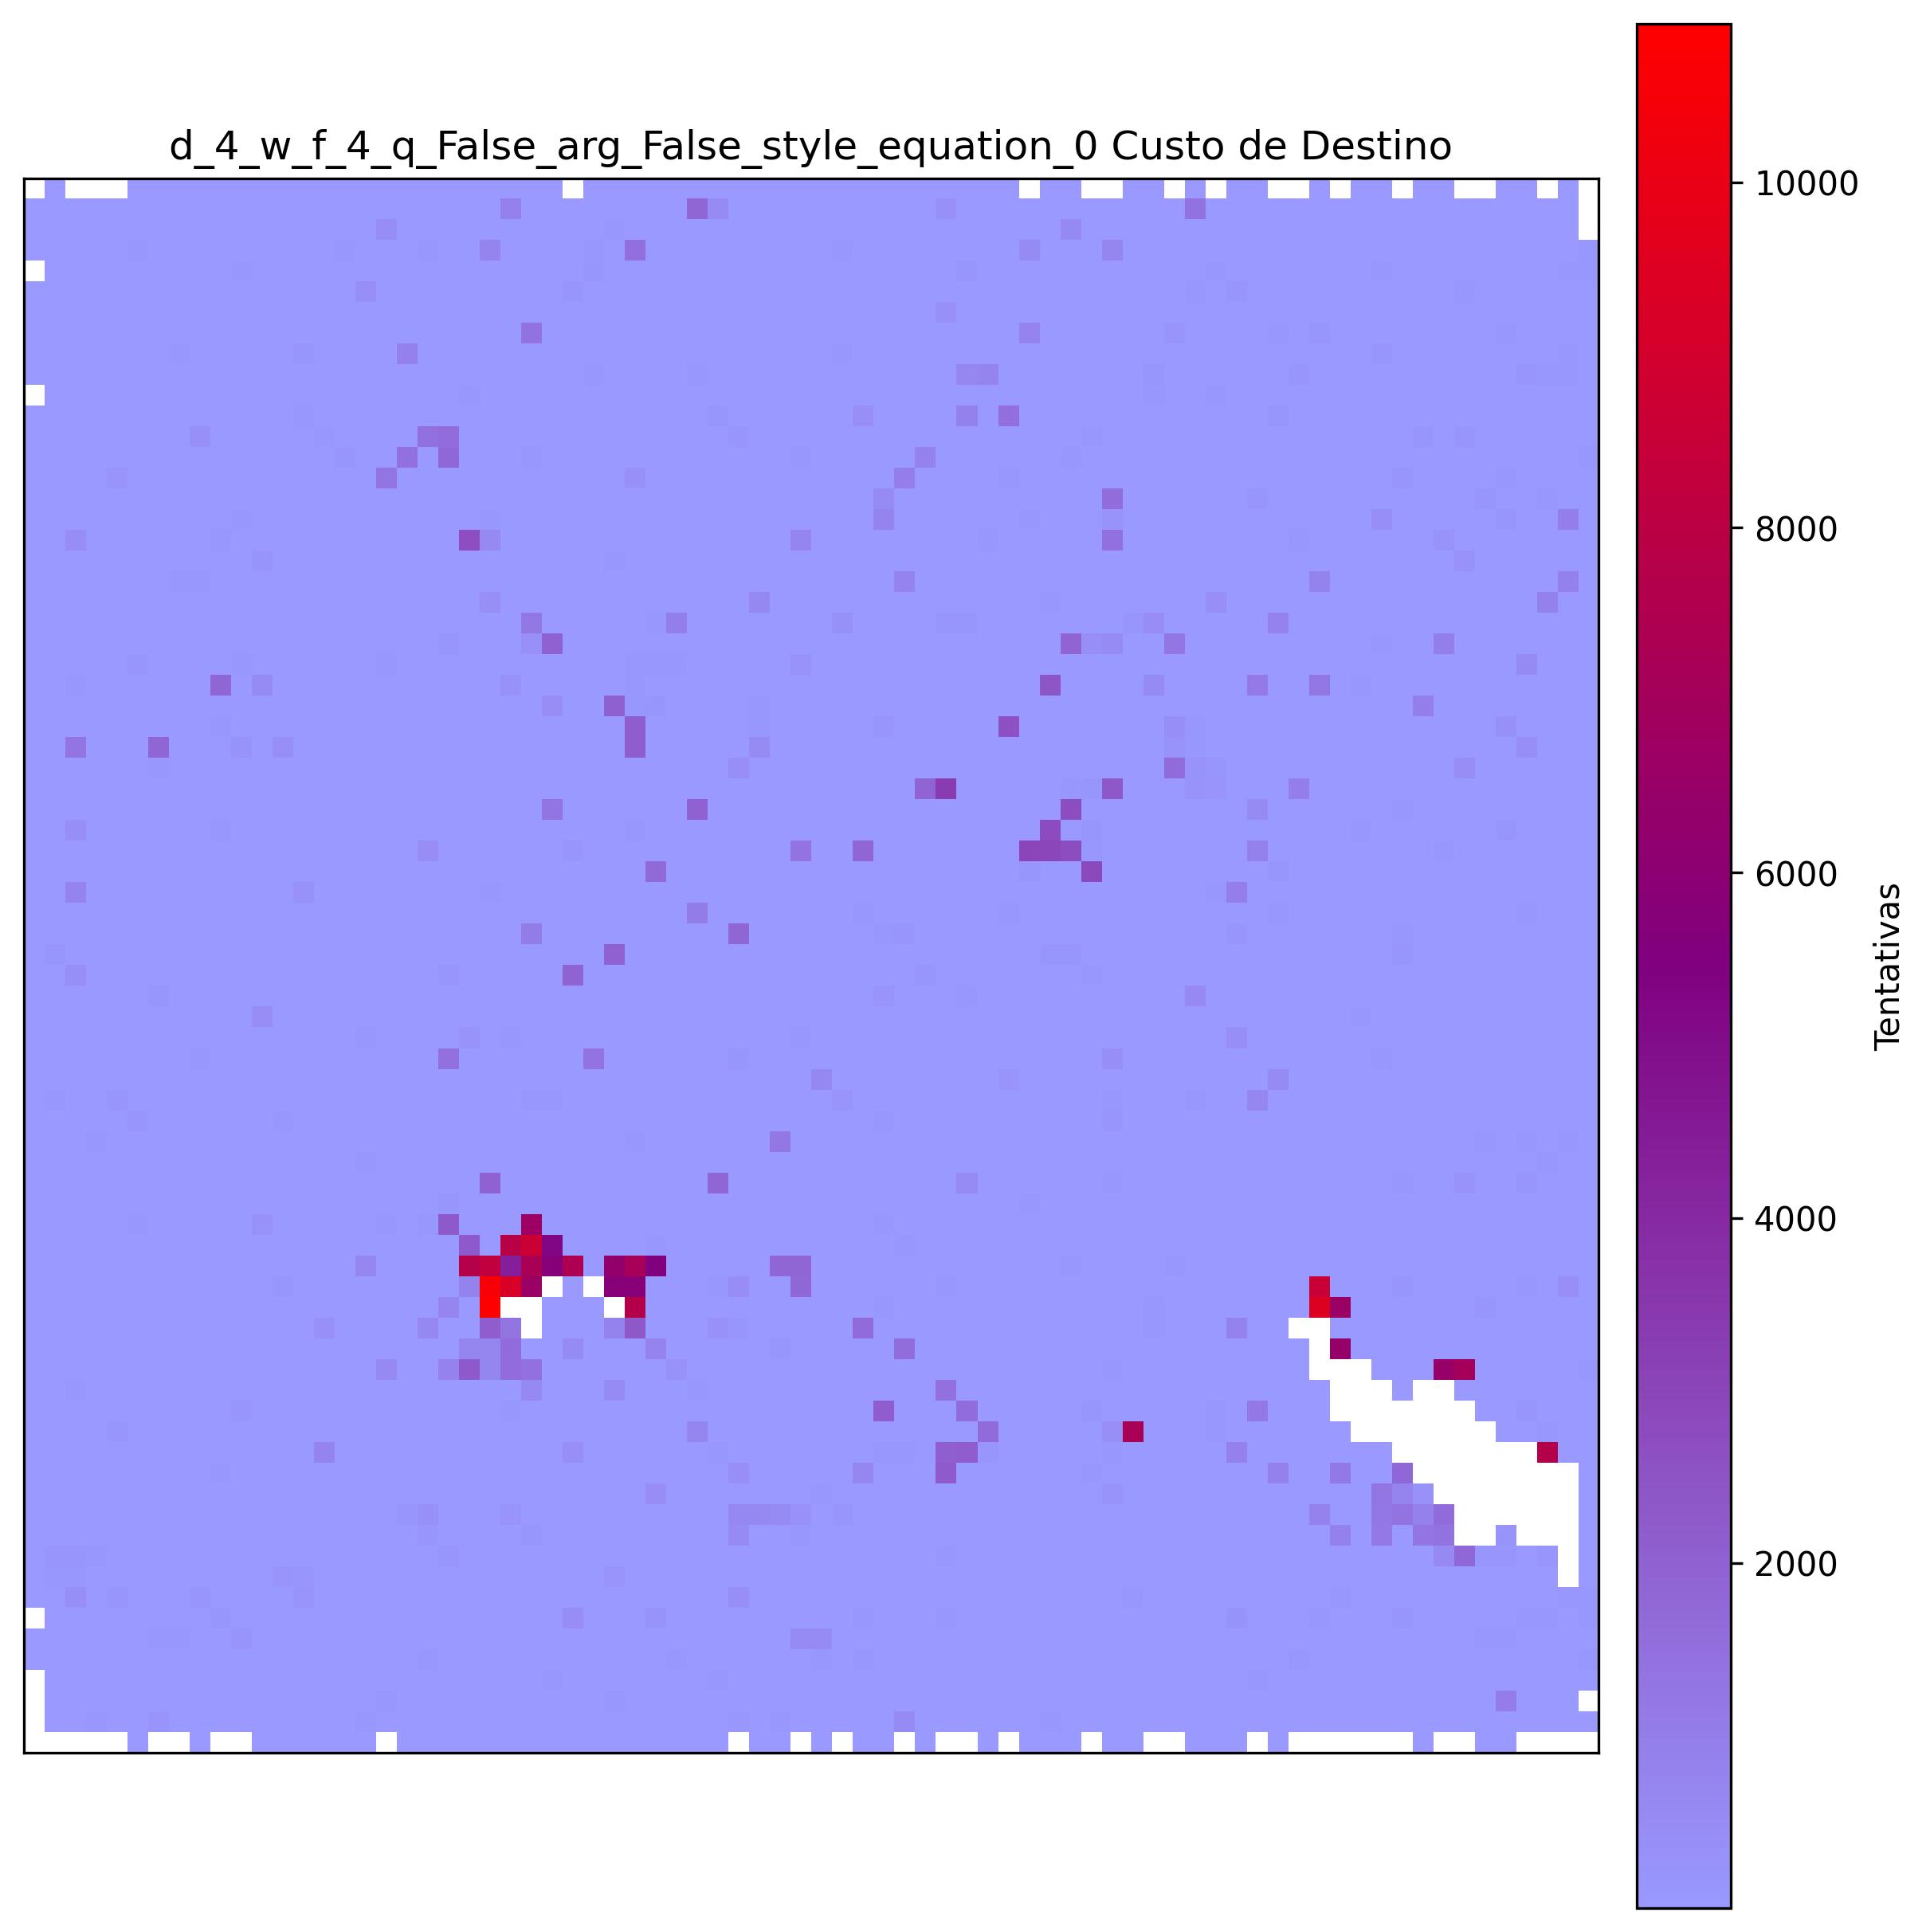 d_4_w_f_4_q_False_arg_False_style_equation_0 Custo de Destino
10000
8000
6000
4000
2000
Tentativas